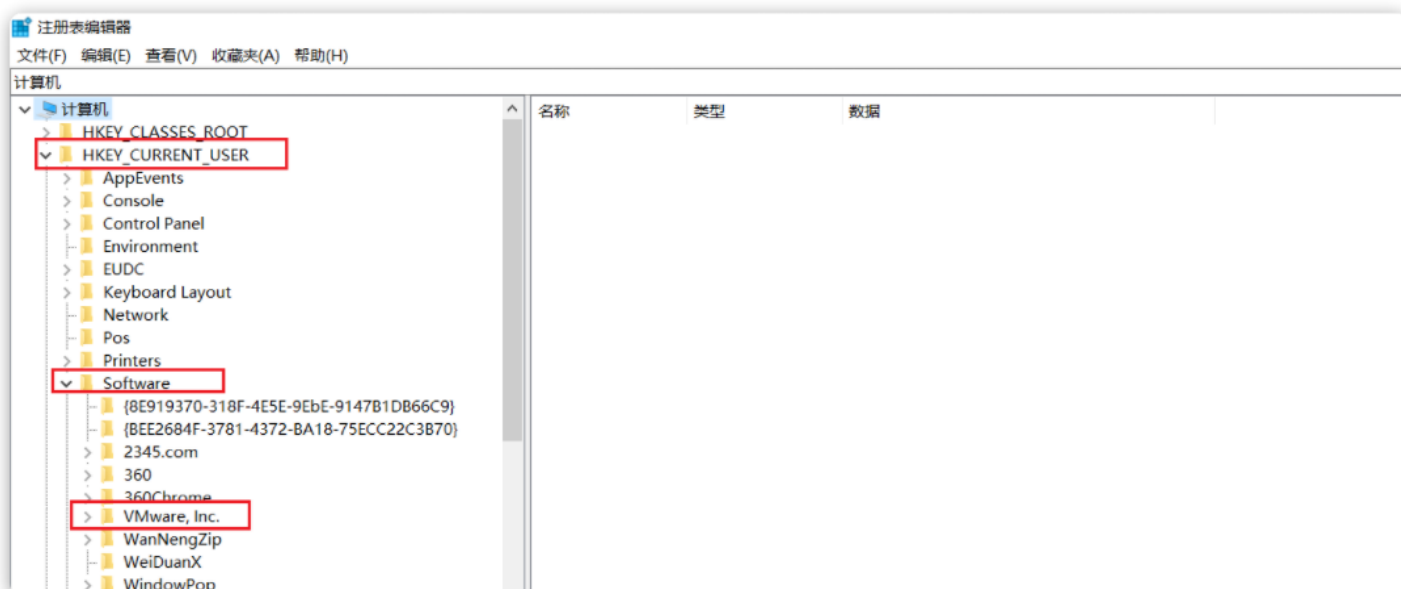 注册表编辑器
文件(F) 编辑(E) 查看(V) 收藏夹(A) 帮助(H)
计算机
计算机
名称 类型 数据
HKEY_CLASSES_ROOT
HKEY_CURRENT_USER
AppEvents
Console
Control Panel
Environment
EUDC
Keyboard Layout
Network
Pos
Printers
Software
{8E919370-318F-4E5E-9EbE-9147B1DB66C9}
{BEE2684F-3781-4372-BA18-75ECC22C3B70}
2345.com
360
360Chrome
VMware, Inc.
WanNengZip
WeiDuanX
WindowPop